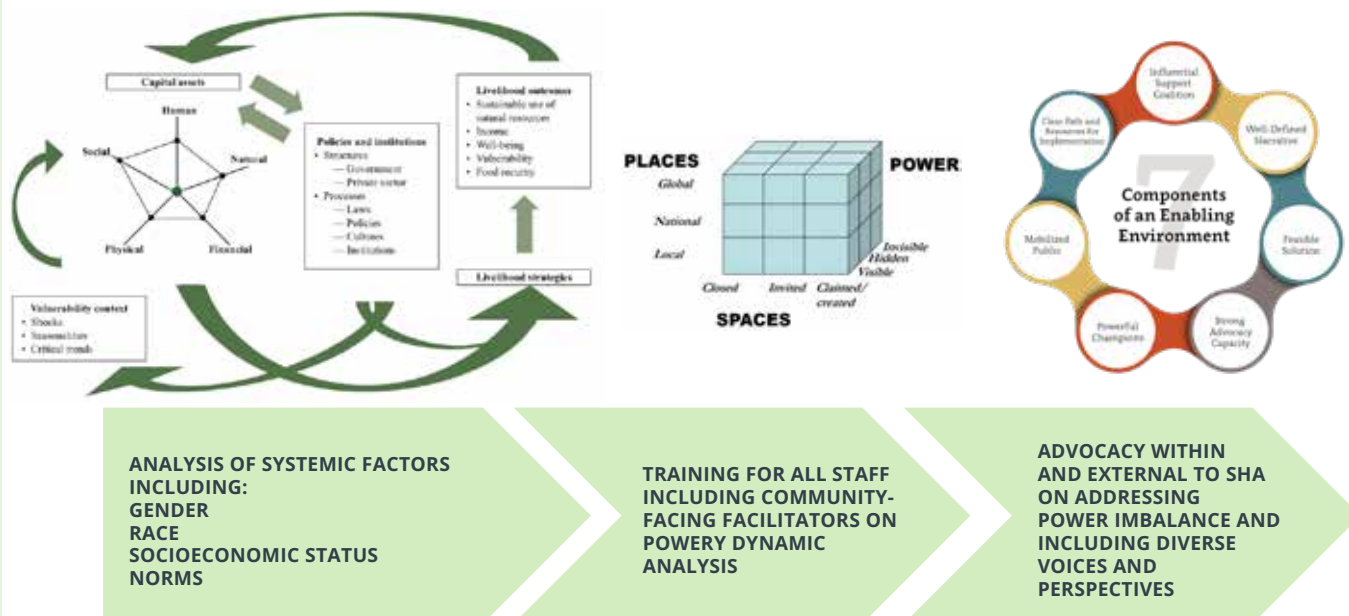 Capital assets
Human
Social
Natural
Physical
Financial
Policies and institutions
• Structures
— Government
— Private sector
• Processes
— Laws
— Policies
— Cultures
— Institutions
Livelihood outcomes
• Sustainable use of
natural resources
• Income
• Well-being
• Vulnerability
• Food security
Livelihood strategies
Vulnerability context
• Shocks
• Seasonalities
• Critical trends
PLACES
Global
National
Local
POWER
Invisible
Hidden
Visible
Closed
Invited
Claimed/
created
SPACES
7
Components
of an Enabling
Environment
Influential
Support
Coalition
Well-Defined
Narrative
Feasible
Solution
Strong
Advocacy
Capacity
Powerful
Champions
Mobilized
Public
Clear Path and
Resources for
Implementation
ANALYSIS OF SYSTEMIC FACTORS
INCLUDING:
GENDER
RACE
SOCIOECONOMIC STATUS
NORMS
TRAINING FOR ALL STAFF
INCLUDING COMMUNITY-
FACING FACILITATORS ON
POWERY DYNAMIC
ANALYSIS
ADVOCACY WITHIN
AND EXTERNAL TO SHA
ON ADDRESSING
POWER IMBALANCE AND
INCLUDING DIVERSE
VOICES AND
PERSPECTIVES